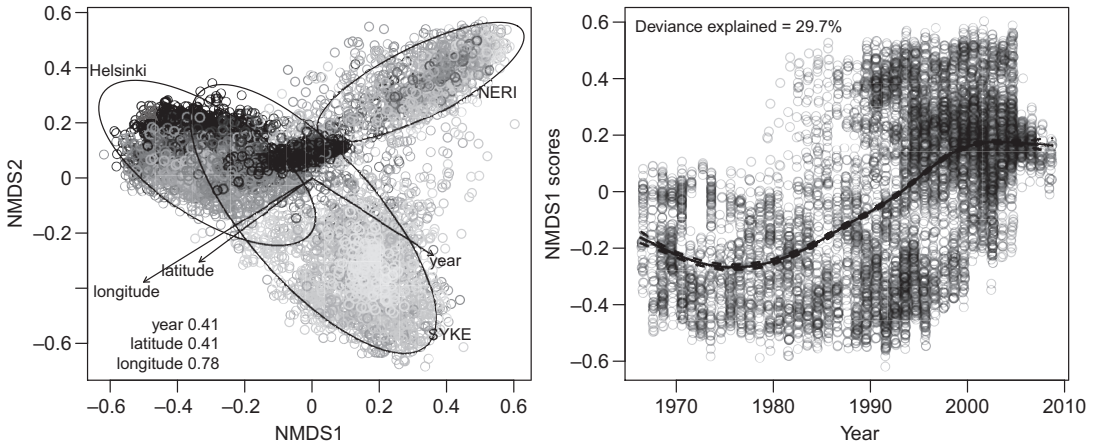 0.6
0.4
0.2
0
–0.2
–0.6
NMDS2
Helsinki
NERI
SYKE
latitude
longitude
year
year 0.41
latitude 0.41
longitude 0.78
–0.6 –0.4 –0.2 0 0.2 0.4 0.6
NMDS1
Deviance explained = 29.7%
0.6
0.4
0.2
0
–0.2
–0.4
–0.6
NMDS1 scores
1970 1980 1990 2000 2010
Year